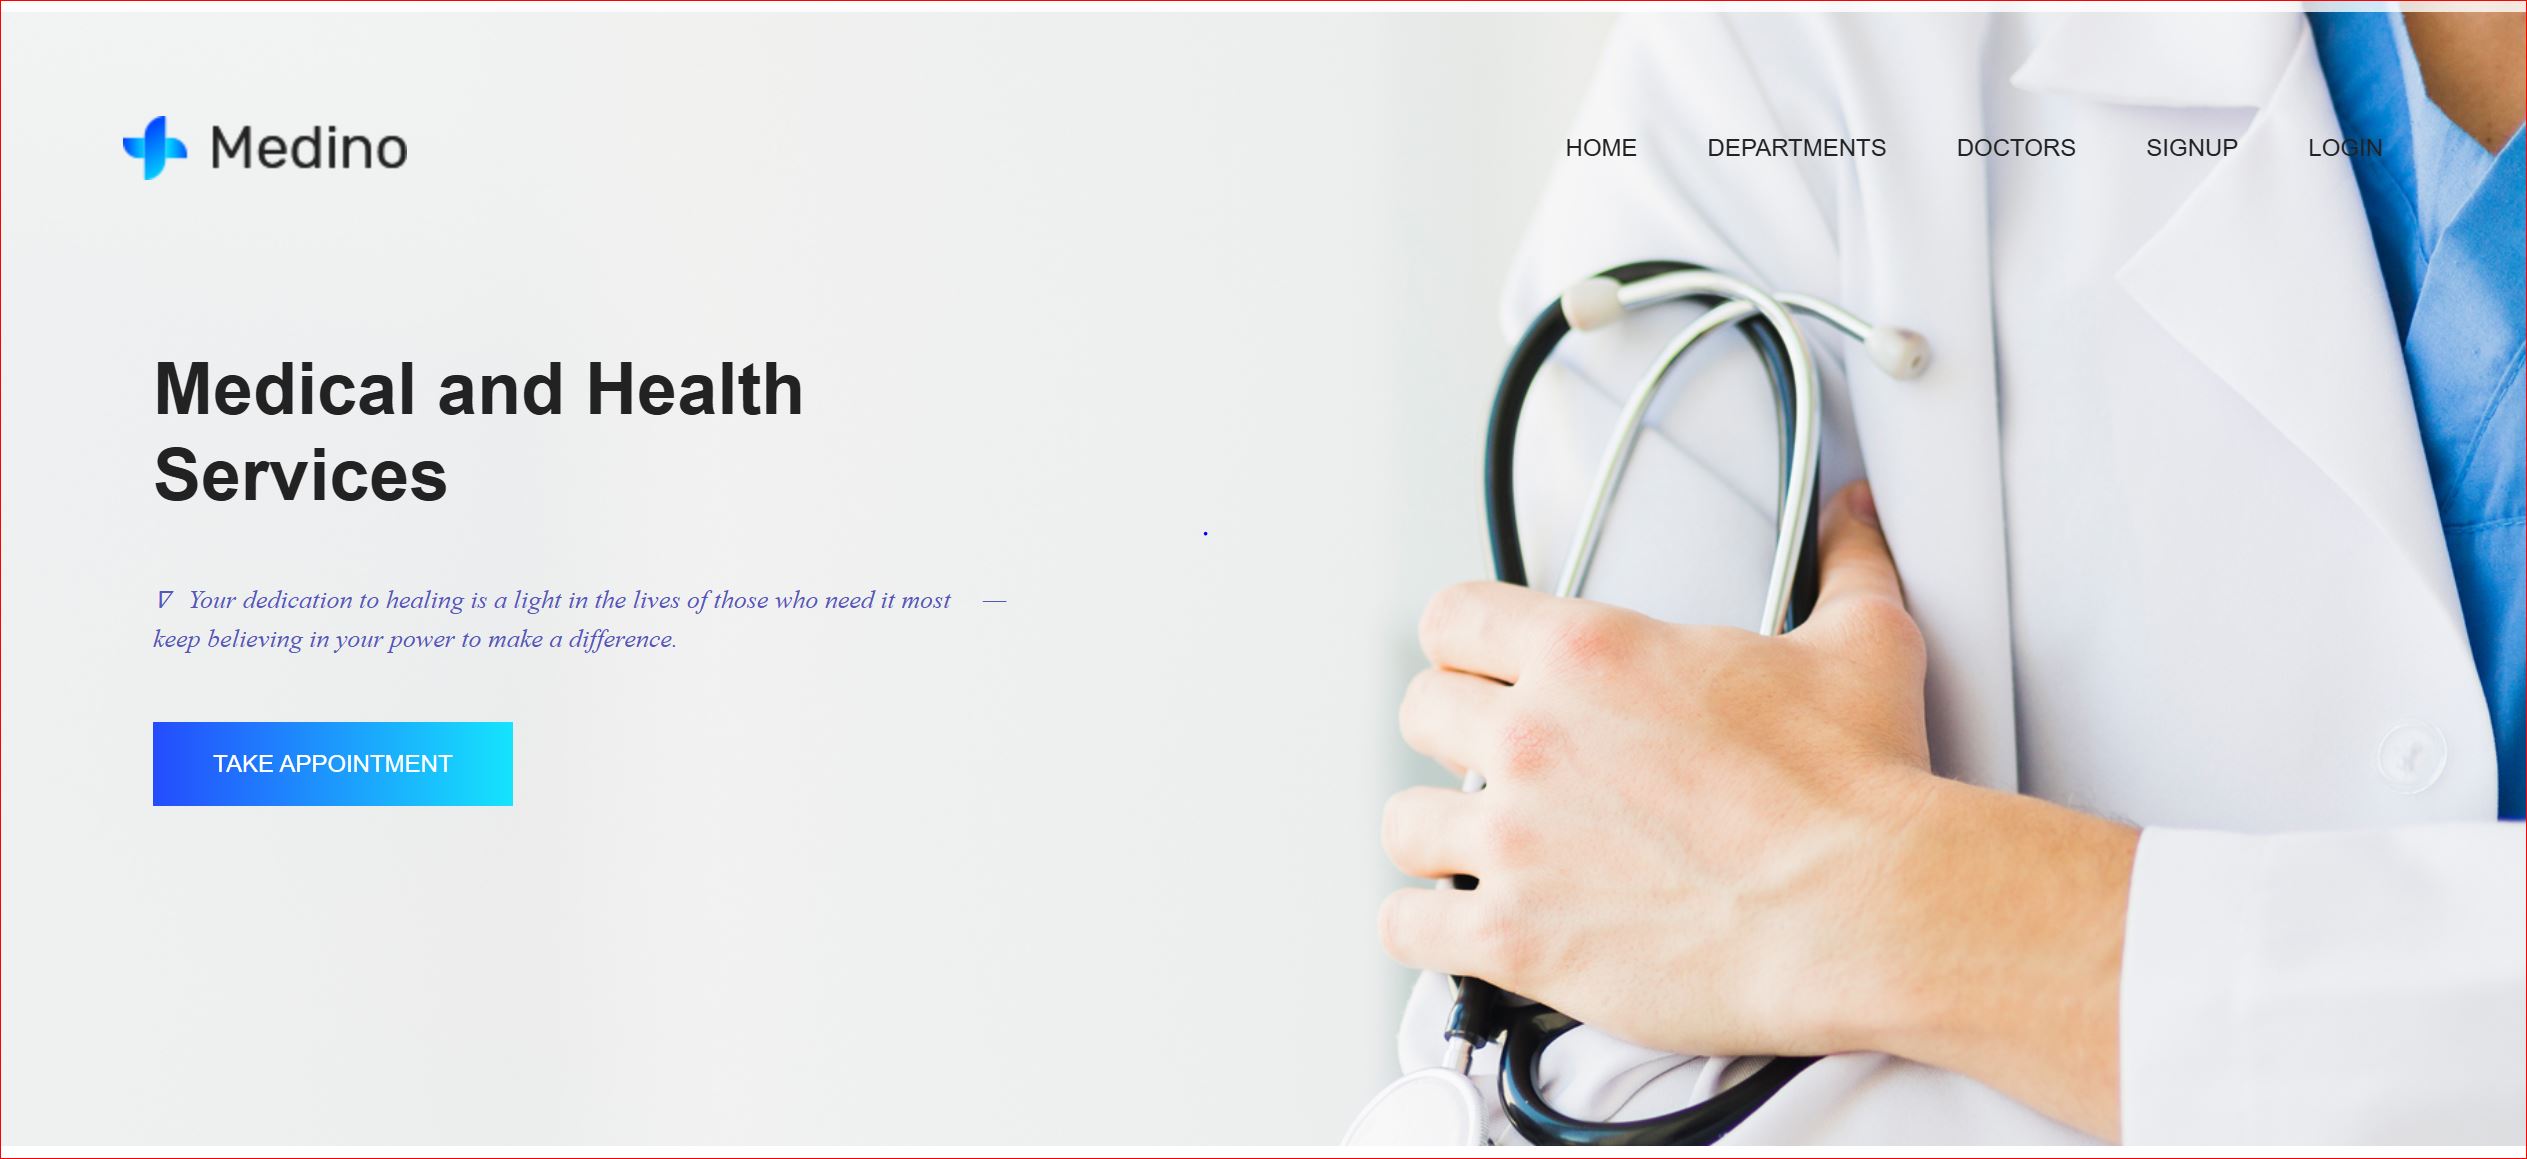 Medino
HOME DEPARTMENTS DOCTORS SIGNUP LOGIN
Medical and Health
Services
∇ Your dedication to healing is a light in the lives of those who need it most —
keep believing in your power to make a difference.
TAKE APPOINTMENT